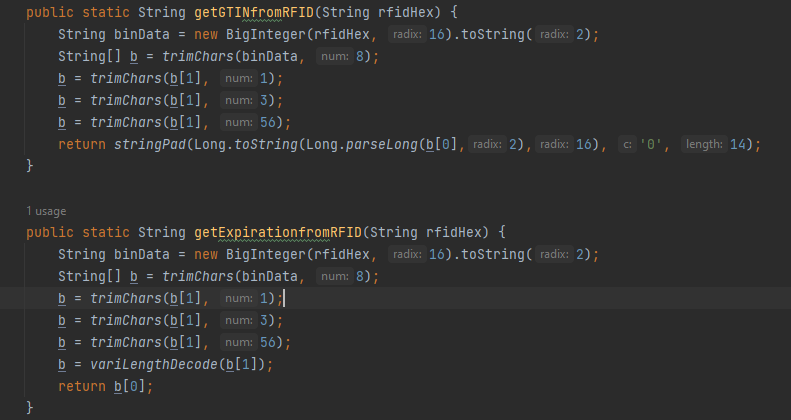 public static String getGTINfromRFID(String rfidHex) {
    String binData = new BigInteger(rfidHex, radix: 16).toString( radix: 2);
    String[] b = trimChars(binData, num: 8);
    b = trimChars(b[1], num: 1);
    b = trimChars(b[1], num: 3);
    b = trimChars(b[1], num: 56);
    return stringPad(Long.toString(Long.parseLong(b[0], radix: 2), radix: 16), c: '0', length: 14);
}
1 usage
public static String getExpirationfromRFID(String rfidHex) {
    String binData = new BigInteger(rfidHex, radix: 16).toString( radix: 2);
    String[] b = trimChars(binData, num: 8);
    b = trimChars(b[1], num: 1);
    b = trimChars(b[1], num: 3);
    b = trimChars(b[1], num: 56);
    b = variLengthDecode(b[1]);
    return b[0];
}